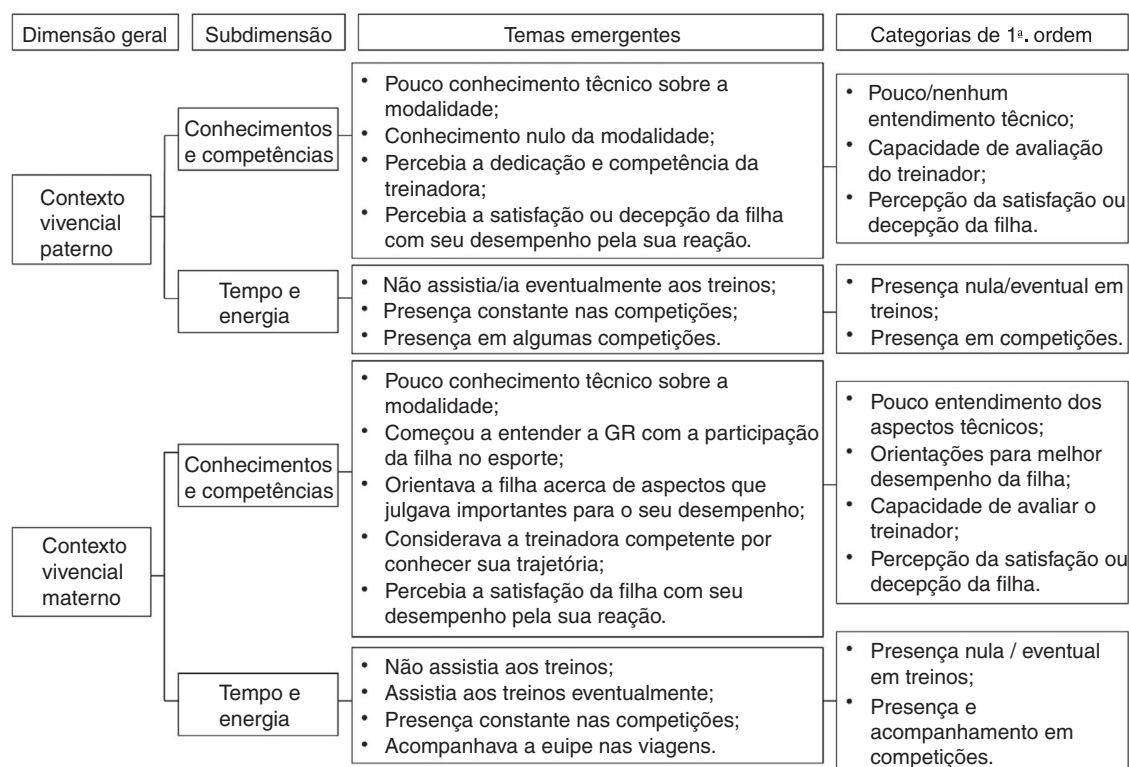 Dimensão geral
Subdimensão
Temas emergentes
Categorias de 1ª. ordem
Contexto
vivencial
paterno
Conhecimentos
e competências
• Pouco conhecimento técnico sobre a
modalidade;
• Conhecimento nulo da modalidade;
• Percebia a dedicação e competência da
treinadora;
• Percebia a satisfação ou decepção da filha
com seu desempenho pela sua reação.
• Pouco/nenhum
entendimento técnico;
• Capacidade de avaliação
do treinador;
• Percepção da satisfação ou
decepção da filha.
Tempo e
energia
• Não assistia/ia eventualmente aos treinos;
• Presença constante nas competições;
• Presença em algumas competições.
• Presença nula/eventual em
treinos;
• Presença em competições.
Contexto
vivencial
materno
Conhecimentos
e competências
• Pouco conhecimento técnico sobre a
modalidade;
• Começou a entender a GR com a participação
da filha no esporte;
• Orientava a filha acerca de aspectos que
julgava importantes para o seu desempenho;
• Considerava a treinadora competente por
conhecer sua trajetória;
• Percebia a satisfação da filha com seu
desempenho pela sua reação.
• Pouco entendimento dos
aspectos técnicos;
• Orientações para melhor
desempenho da filha;
• Capacidade de avaliar o
treinador;
• Percepção da satisfação ou
decepção da filha.
Tempo e
energia
• Não assistia aos treinos;
• Assistia aos treinos eventualmente;
• Presença constante nas competições;
• Acompanhava a euipe nas viagens.
• Presença nula / eventual
em treinos;
• Presença e
acompanhamento em
competições.